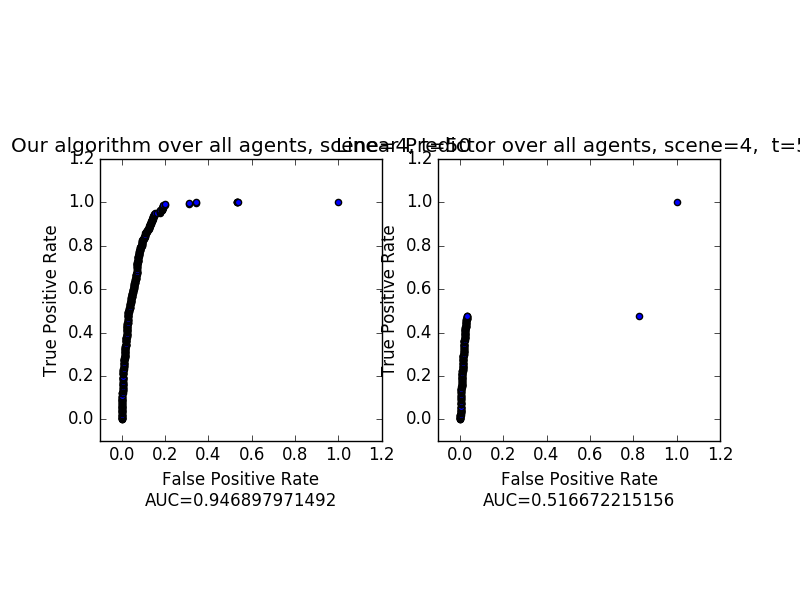 Our algorithm over all agents, scene=4, t=50
Linear Predictor over all agents, scene=4, t=5
1.2
1.0
0.8
0.6
0.4
0.2
0.0
True Positive Rate
0.0 0.2 0.4 0.6 0.8 1.0 1.2
False Positive Rate
AUC=0.946897971492
1.2
1.0
0.8
0.6
0.4
0.2
0.0
True Positive Rate
0.0 0.2 0.4 0.6 0.8 1.0 1.2
False Positive Rate
AUC=0.516672215156